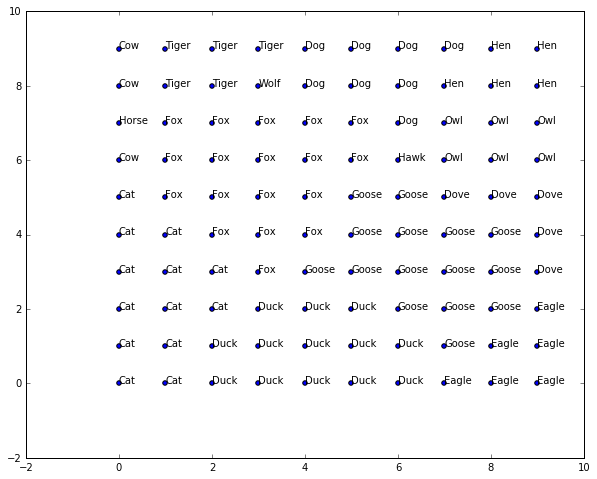 10
Cow Tiger Tiger Tiger Dog Dog Dog Dog Hen Hen
8 Cow Tiger Tiger Wolf Dog Dog Dog Hen Hen Hen
Horse Fox Fox Fox Fox Fox Dog Owl Owl Owl
6 Cow Fox Fox Fox Fox Fox Hawk Owl Owl Owl
Cat Fox Fox Fox Fox Goose Goose Dove Dove Dove
4 Cat Cat Fox Fox Fox Goose Goose Goose Goose Dove
Cat Cat Cat Fox Goose Goose Goose Goose Goose Dove
2 Cat Cat Cat Duck Duck Duck Goose Goose Goose Eagle
Cat Cat Duck Duck Duck Duck Duck Goose Eagle Eagle
0 Cat Cat Duck Duck Duck Duck Duck Eagle Eagle Eagle
−2
−2 0 2 4 6 8 10